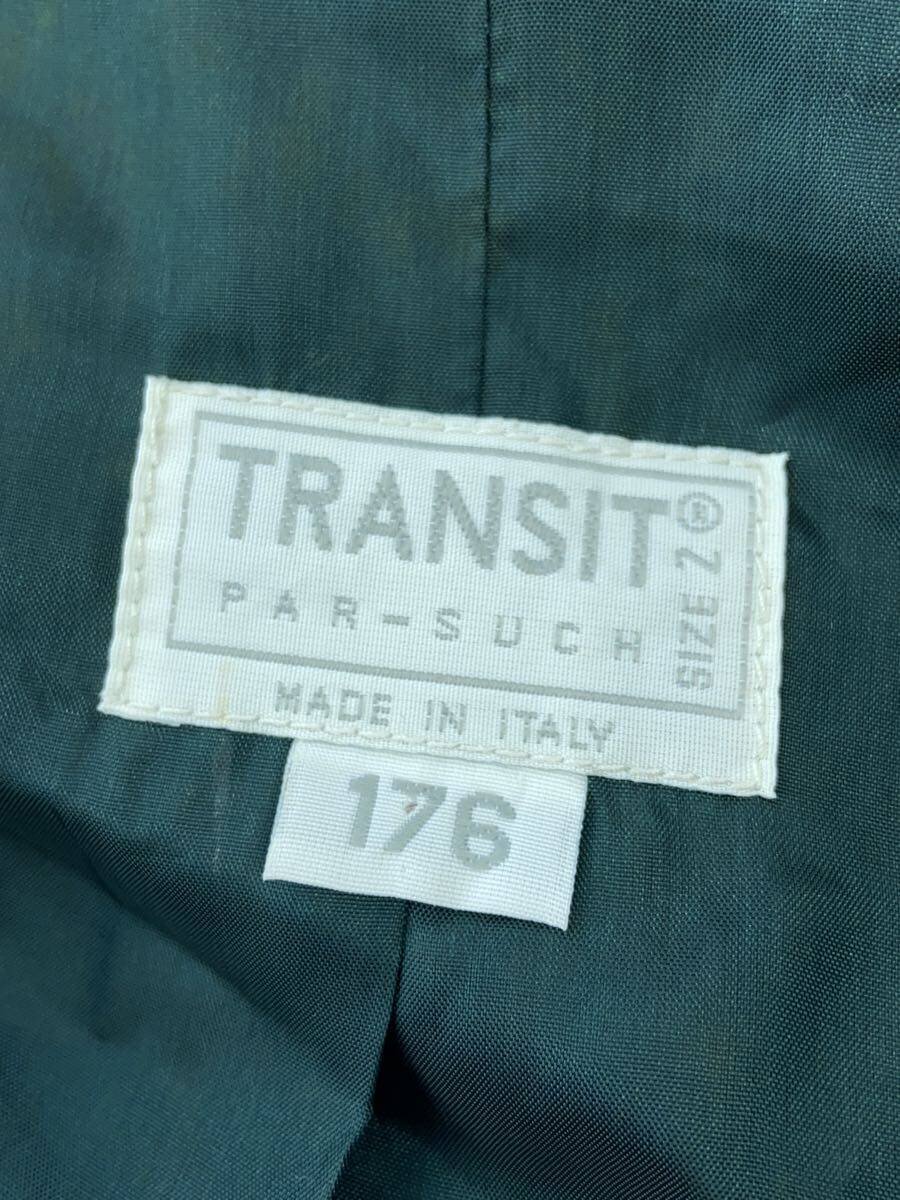 TRANSIT®
PAR-SUCH
SIZE 2
MADE IN ITALY
176